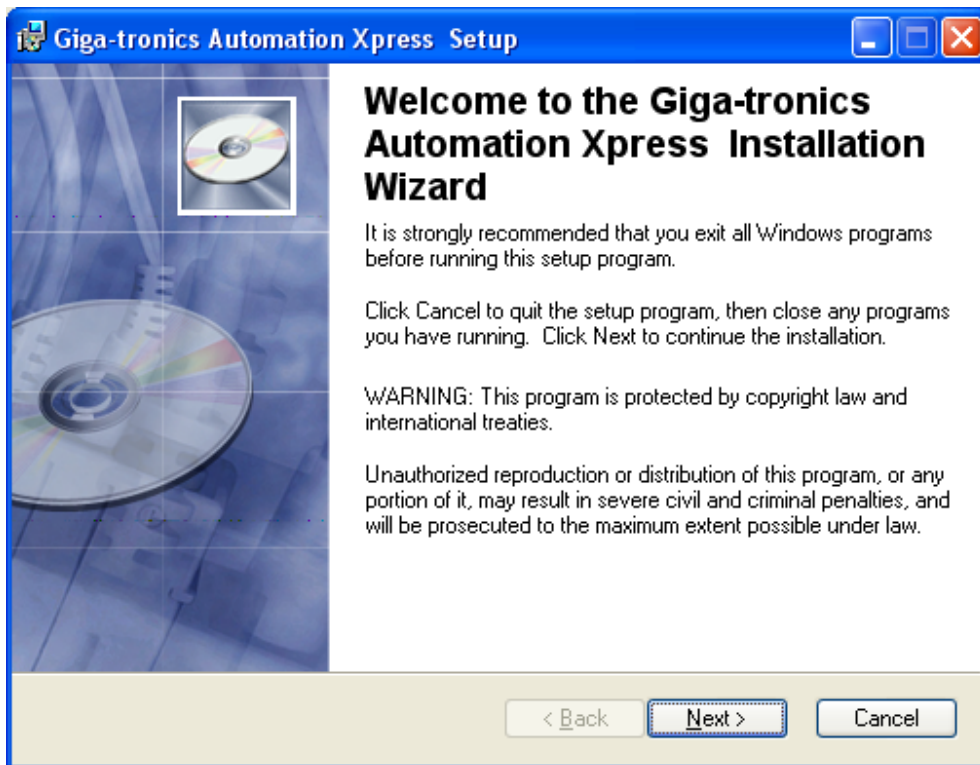 Giga-tronics Automation Xpress  Setup
Welcome to the Giga-tronics
Automation Xpress  Installation
Wizard
It is strongly recommended that you exit all Windows programs
before running this setup program.
Click Cancel to quit the setup program, then close any programs
you have running.  Click Next to continue the installation.
WARNING: This program is protected by copyright law and
international treaties.
Unauthorized reproduction or distribution of this program, or any
portion of it, may result in severe civil and criminal penalties, and
will be prosecuted to the maximum extent possible under law.
< Back Next > Cancel